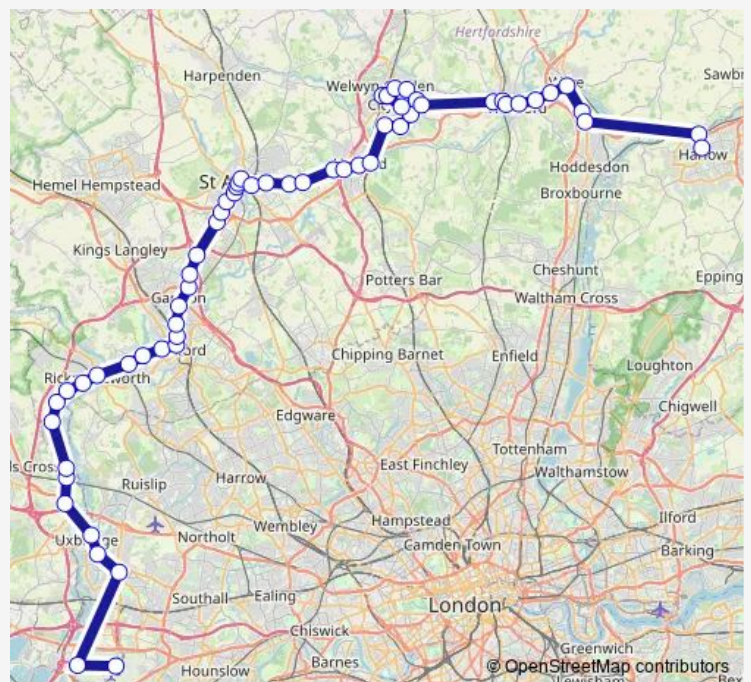 Hertfordshire
Harpenden
Welwyn
Hemel Hempstead
St A
Hoddesdon
Broxbourne
Kings Langley
Potters Bar
Cheshunt
Epping
Waltham Cross
Chipping Barnet
Enfield
Loughton
Chigwell
Edgware
Tottenham
East Finchley
Walthamstow
Ruislip
Harrow
Wembley
Hampstead
Ilford
Northolt
Camden Town
Barking
Southall
Ealing
London
Chiswick
Barnes
Greenwich
Hounslow
© OpenStreetMap contributors